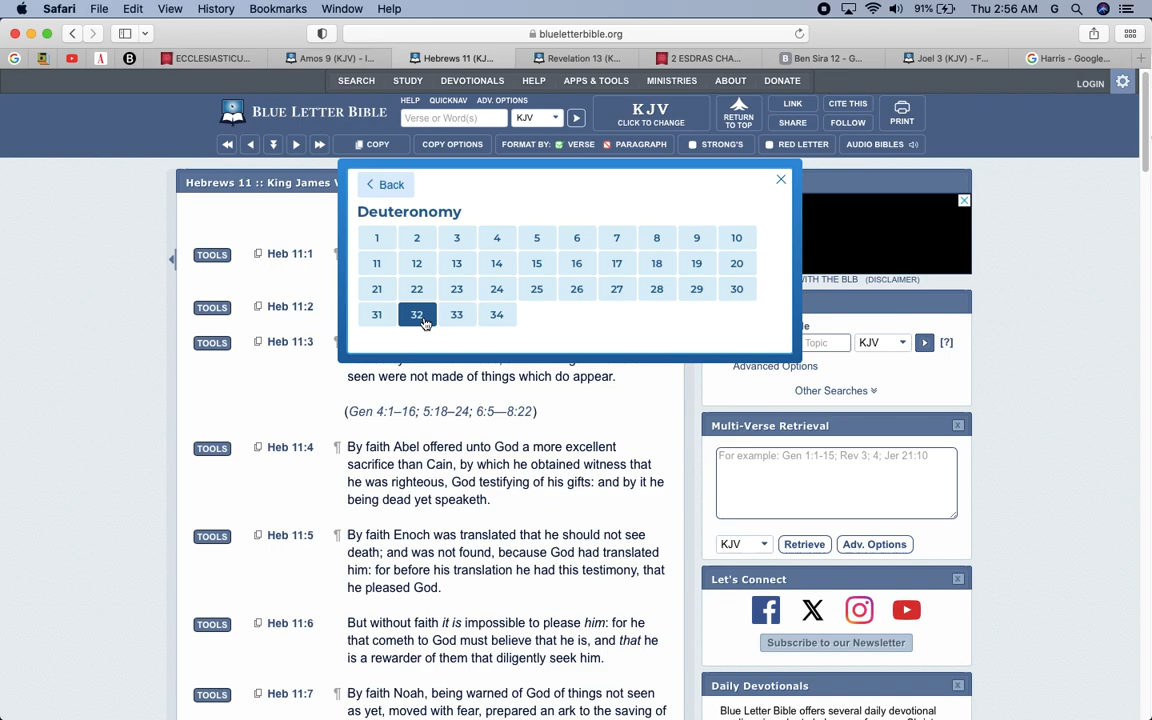 Safari File Edit View History Bookmarks Window Help 91% Thu 2:56 AM G
blueletterbible.org
ECCLESIASTICU... Amos 9 (KJV) - I... Hebrews 11 (KJ... Revelation 13 (K... 2 ESDRAS CHA... Ben Sira 12 - G... Joel 3 (KJV) - F... Harris - Google...
SEARCH STUDY DEVOTIONALS HELP APPS & TOOLS MINISTRIES ABOUT DONATE LOGIN
BLUE LETTER BIBLE
HELP QUICKNAV ADV. OPTIONS
Verse or Word(s) KJV
KJV
CLICK TO CHANGE
RETURN
TO TOP
LINK CITE THIS
SHARE FOLLOW
PRINT
COPY COPY OPTIONS FORMAT BY: VERSE PARAGRAPH STRONG'S RED LETTER AUDIO BIBLES
Hebrews 11 :: King James V
Back
Deuteronomy
1 2 3 4 5 6 7 8 9 10
11 12 13 14 15 16 17 18 19 20
21 22 23 24 25 26 27 28 29 30
31 32 33 34
TOOLS Heb 11:1 ¶
TOOLS Heb 11:2
TOOLS Heb 11:3 ¶
seen were not made of things which do appear.
(Gen 4:1–16; 5:18–24; 6:5—8:22)
TOOLS Heb 11:4 ¶ By faith Abel offered unto God a more excellent
sacrifice than Cain, by which he obtained witness that
he was righteous, God testifying of his gifts: and by it he
being dead yet speaketh.
TOOLS Heb 11:5 ¶ By faith Enoch was translated that he should not see
death; and was not found, because God had translated
him: for before his translation he had this testimony, that
he pleased God.
TOOLS Heb 11:6 But without faith it is impossible to please him: for he
that cometh to God must believe that he is, and that he
is a rewarder of them that diligently seek him.
TOOLS Heb 11:7 ¶ By faith Noah, being warned of God of things not seen
as yet, moved with fear, prepared an ark to the saving of
WITH THE BLB (DISCLAIMER)
Topic KJV [?]
Advanced Options
Other Searches
Multi-Verse Retrieval
For example: Gen 1:1-15; Rev 3; 4; Jer 21:10
KJV Retrieve Adv. Options
Let's Connect
Subscribe to our Newsletter
Daily Devotionals
Blue Letter Bible offers several daily devotional